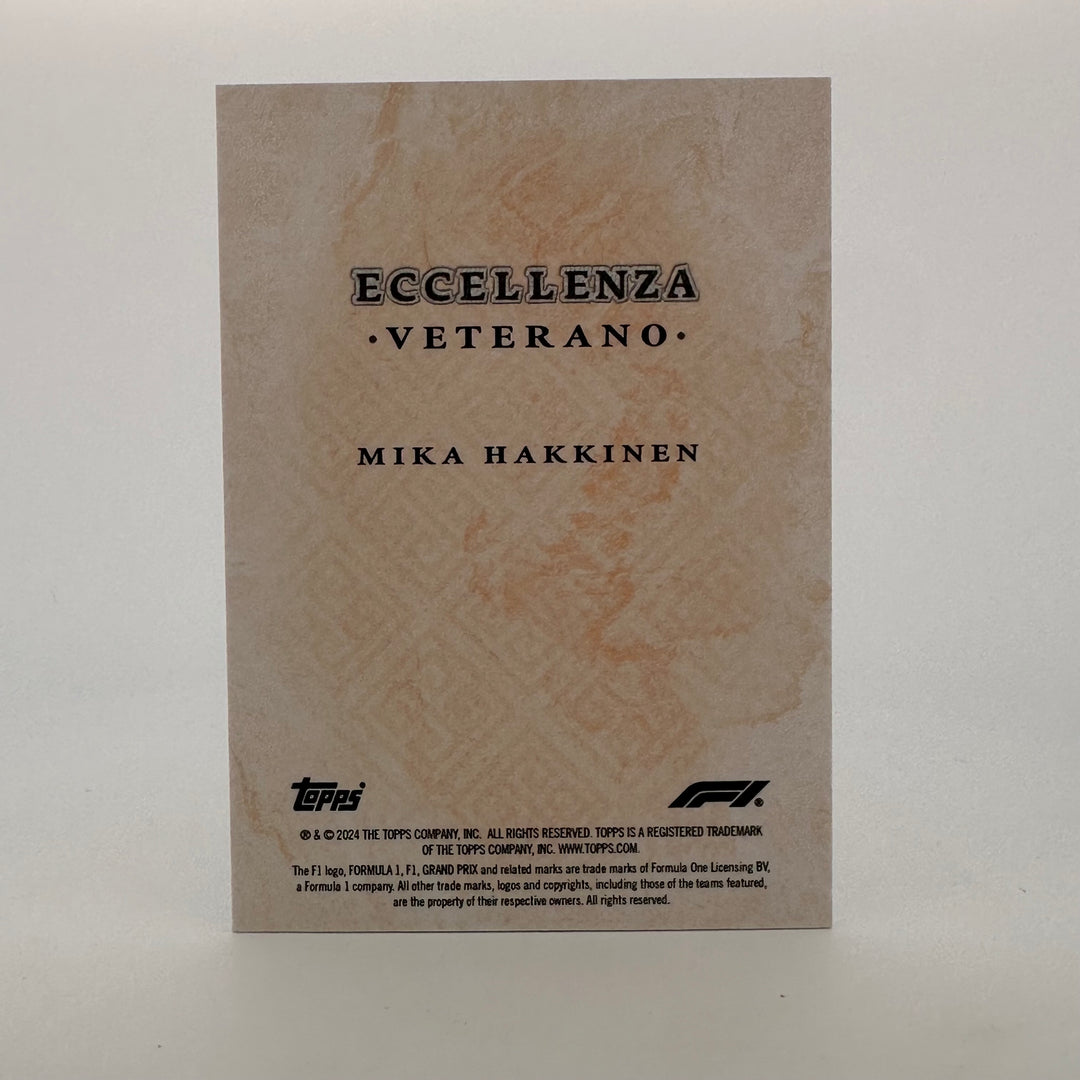 ECCELLENZA
·VETERANO·
MIKA HAKKINEN
topps F1®
® & © 2024 THE TOPPS COMPANY, INC. ALL RIGHTS RESERVED. TOPPS IS A REGISTERED TRADEMARK
OF THE TOPPS COMPANY, INC. WWW.TOPPS.COM.
The F1 logo, FORMULA 1, F1, GRAND PRIX and related marks are trade marks of Formula One Licensing BV,
a Formula 1 company. All other trade marks, logos and copyrights, including those of the teams featured,
are the property of their respective owners. All rights reserved.